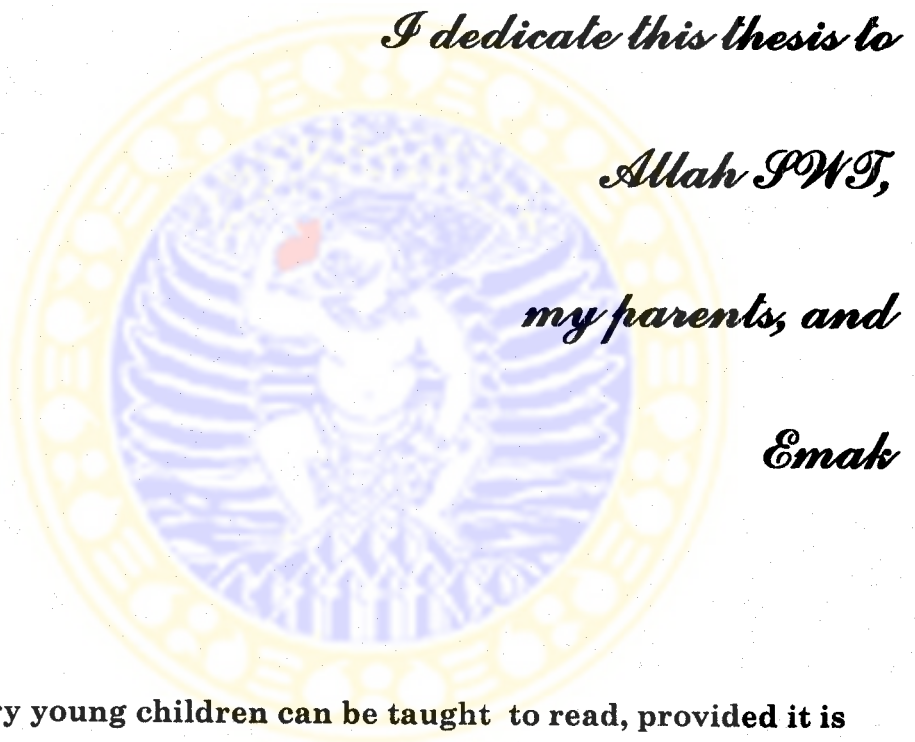 I dedicate this thesis to
Allah SWT,
my parents, and
Emak
young children can be taught to read, provided it is